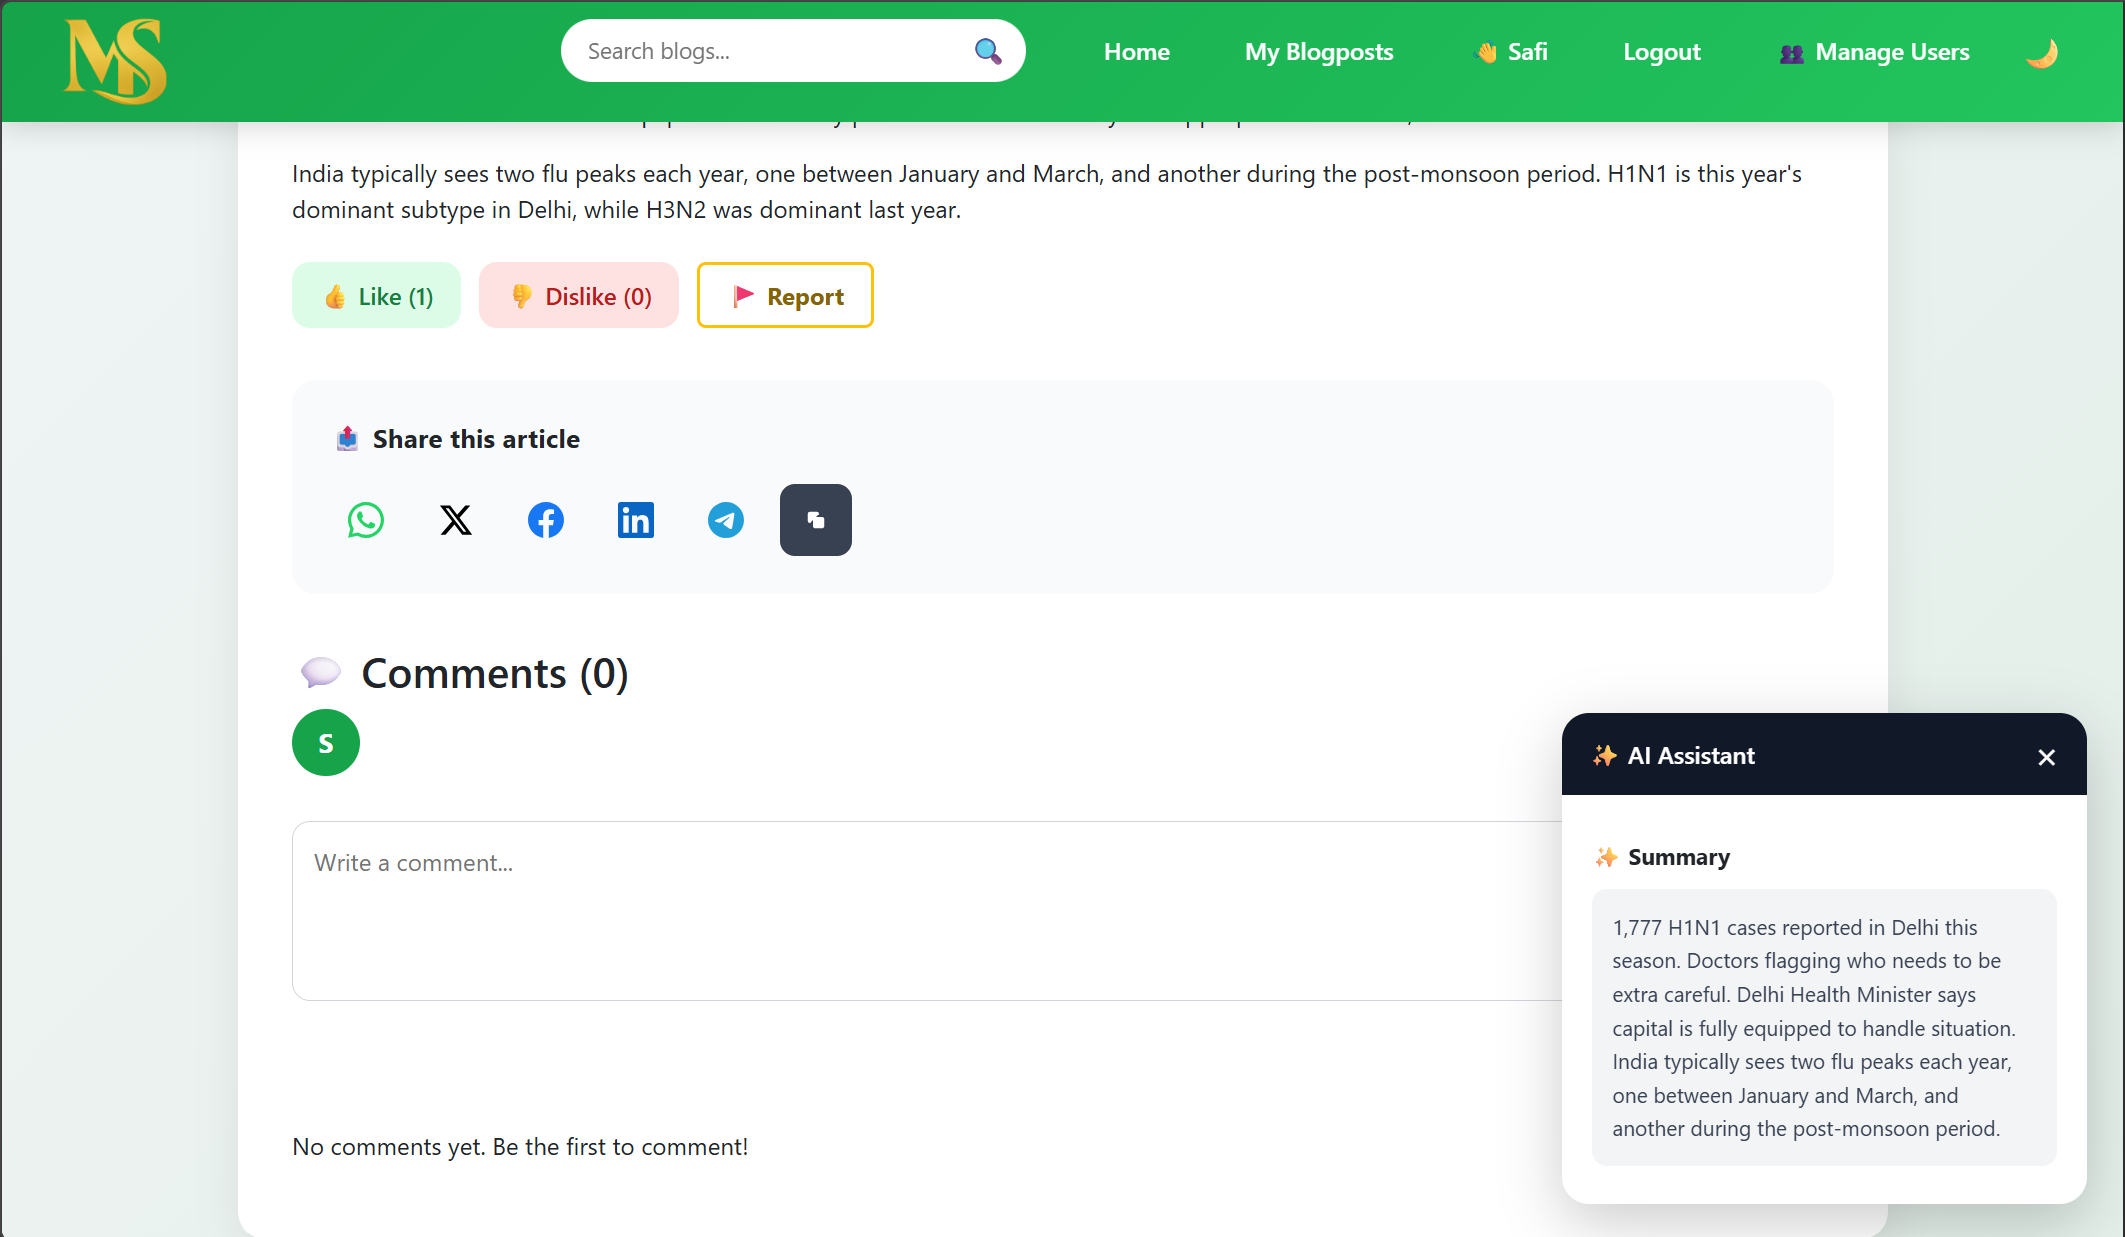 MS
Search blogs...
Home
My Blogposts
Safi
Logout
Manage Users
India typically sees two flu peaks each year, one between January and March, and another during the post-monsoon period. H1N1 is this year's
dominant subtype in Delhi, while H3N2 was dominant last year.
Like (1)
Dislike (0)
Report
Share this article
Comments (0)
S
Write a comment...
No comments yet. Be the first to comment!
AI Assistant
Summary
1,777 H1N1 cases reported in Delhi this
season. Doctors flagging who needs to be
extra careful. Delhi Health Minister says
capital is fully equipped to handle situation.
India typically sees two flu peaks each year,
one between January and March, and
another during the post-monsoon period.